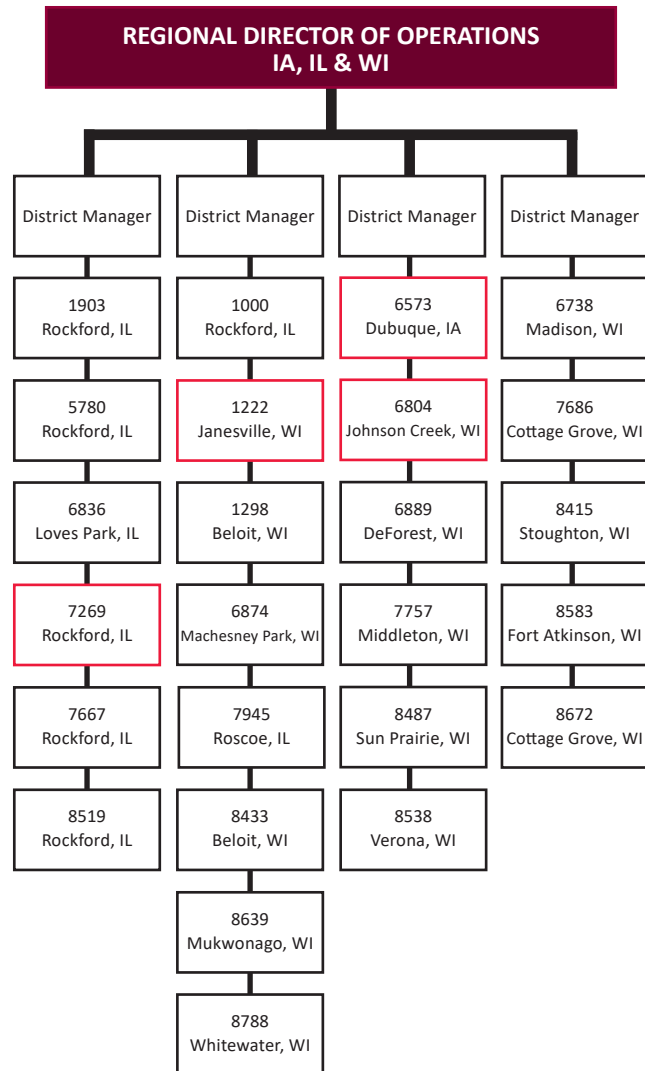 REGIONAL DIRECTOR OF OPERATIONS
IA, IL & WI
District Manager
1903
Rockford, IL
5780
Rockford, IL
6836
Loves Park, IL
7269
Rockford, IL
7667
Rockford, IL
8519
Rockford, IL
District Manager
1000
Rockford, IL
1222
Janesville, WI
1298
Beloit, WI
6874
Machesney Park, WI
7945
Roscoe, IL
8433
Beloit, WI
8639
Mukwonago, WI
8788
Whitewater, WI
District Manager
6573
Dubuque, IA
6804
Johnson Creek, WI
6889
DeForest, WI
7757
Middleton, WI
8487
Sun Prairie, WI
8538
Verona, WI
District Manager
6738
Madison, WI
7686
Cottage Grove, WI
8415
Stoughton, WI
8583
Fort Atkinson, WI
8672
Cottage Grove, WI